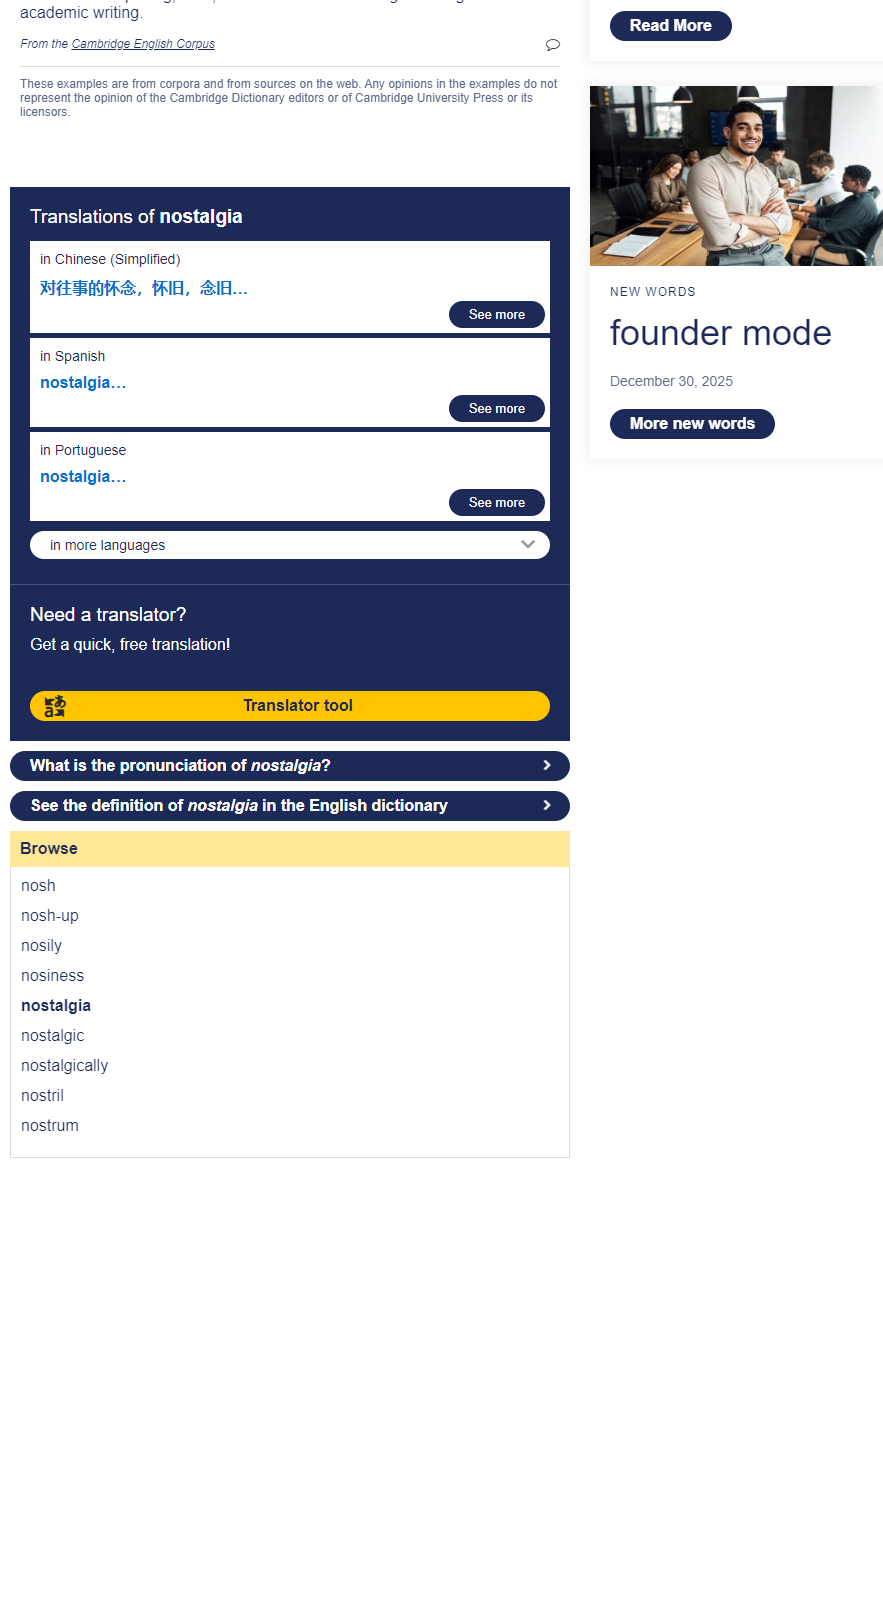 academic writing.
From the Cambridge English Corpus
These examples are from corpora and from sources on the web. Any opinions in the examples do not
represent the opinion of the Cambridge Dictionary editors or of Cambridge University Press or its
licensors.
Translations of nostalgia
in Chinese (Simplified)
对往事的怀念，怀旧，念旧…
See more
in Spanish
nostalgia…
See more
in Portuguese
nostalgia…
See more
in more languages
Need a translator?
Get a quick, free translation!
Translator tool
What is the pronunciation of nostalgia?
See the definition of nostalgia in the English dictionary
Browse
nosh
nosh-up
nosily
nosiness
nostalgia
nostalgic
nostalgically
nostril
nostrum
Read More
NEW WORDS
founder mode
December 30, 2025
More new words